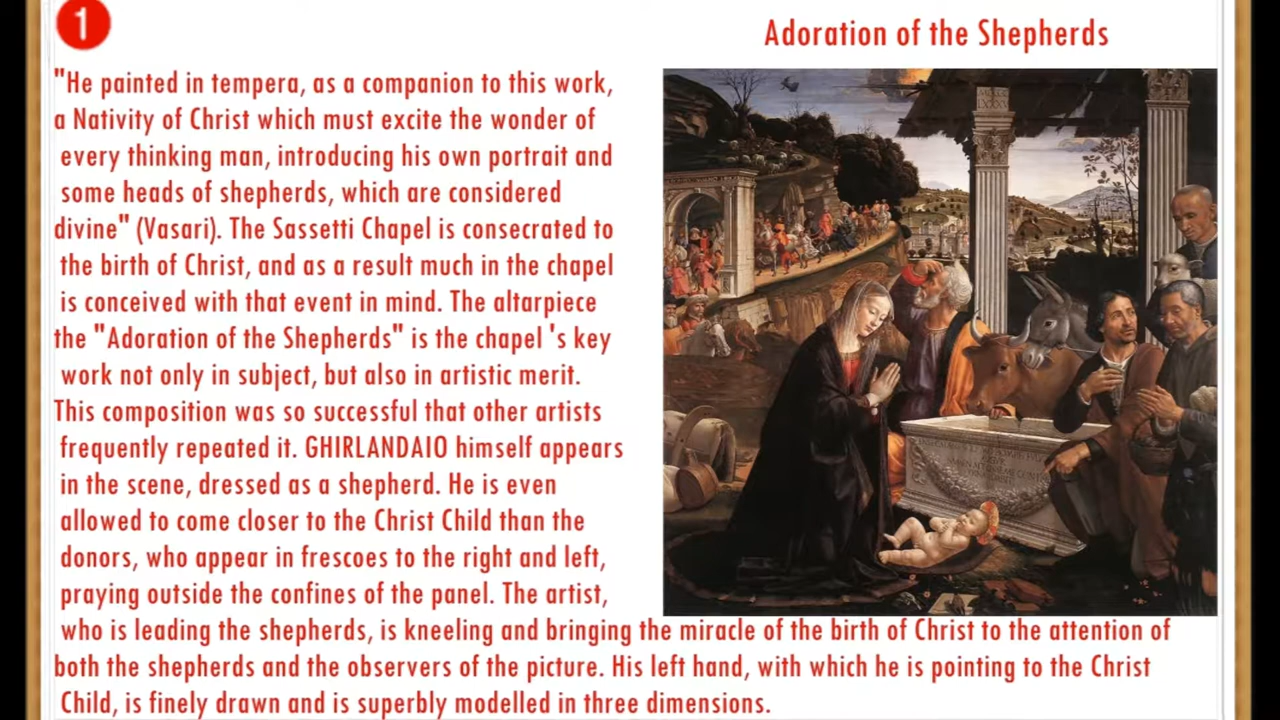 1
Adoration of the Shepherds
"He painted in tempera, as a companion to this work,
a Nativity of Christ which must excite the wonder of
every thinking man, introducing his own portrait and
some heads of shepherds, which are considered
divine" (Vasari). The Sassetti Chapel is consecrated to
the birth of Christ, and as a result much in the chapel
is conceived with that event in mind. The altarpiece
the "Adoration of the Shepherds" is the chapel 's key
work not only in subject, but also in artistic merit.
This composition was so successful that other artists
frequently repeated it. GHIRLANDAIO himself appears
in the scene, dressed as a shepherd. He is even
allowed to come closer to the Christ Child than the
donors, who appear in frescoes to the right and left,
praying outside the confines of the panel. The artist,
who is leading the shepherds, is kneeling and bringing the miracle of the birth of Christ to the attention of
both the shepherds and the observers of the picture. His left hand, with which he is pointing to the Christ
Child, is finely drawn and is superbly modelled in three dimensions.